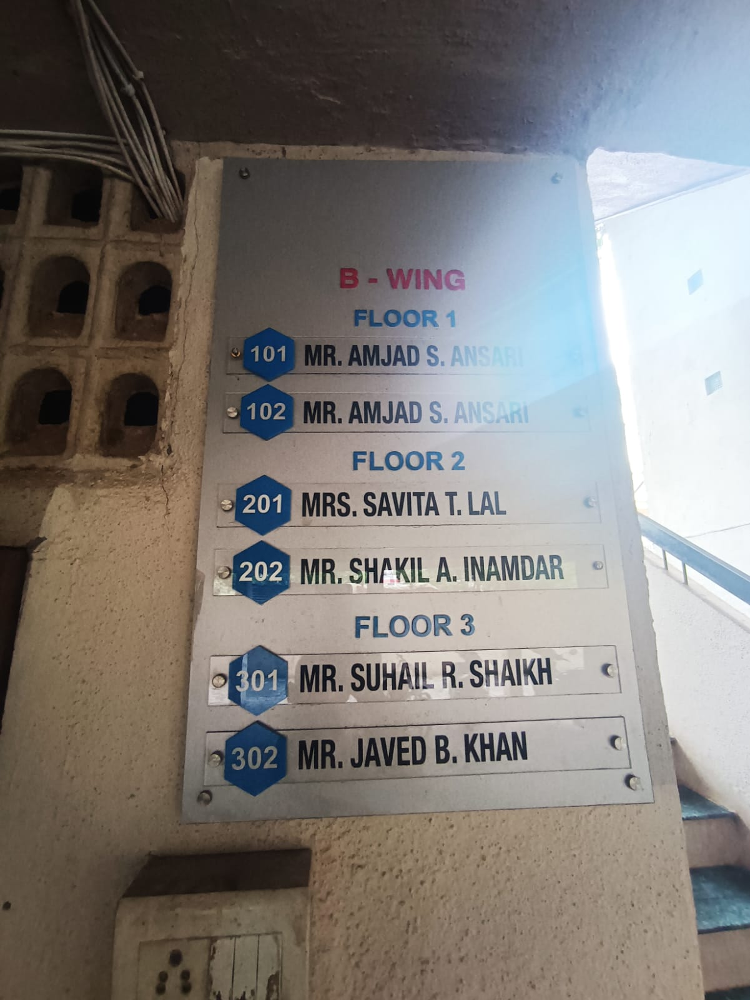 B - WING
FLOOR 1
101 MR. AMJAD S. ANSARI
102 MR. AMJAD S. ANSARI
FLOOR 2
201 MRS. SAVITA T. LAL
202 MR. SHAKIL A. INAMDAR
FLOOR 3
301 MR. SUHAIL R. SHAIKH
302 MR. JAVED B. KHAN